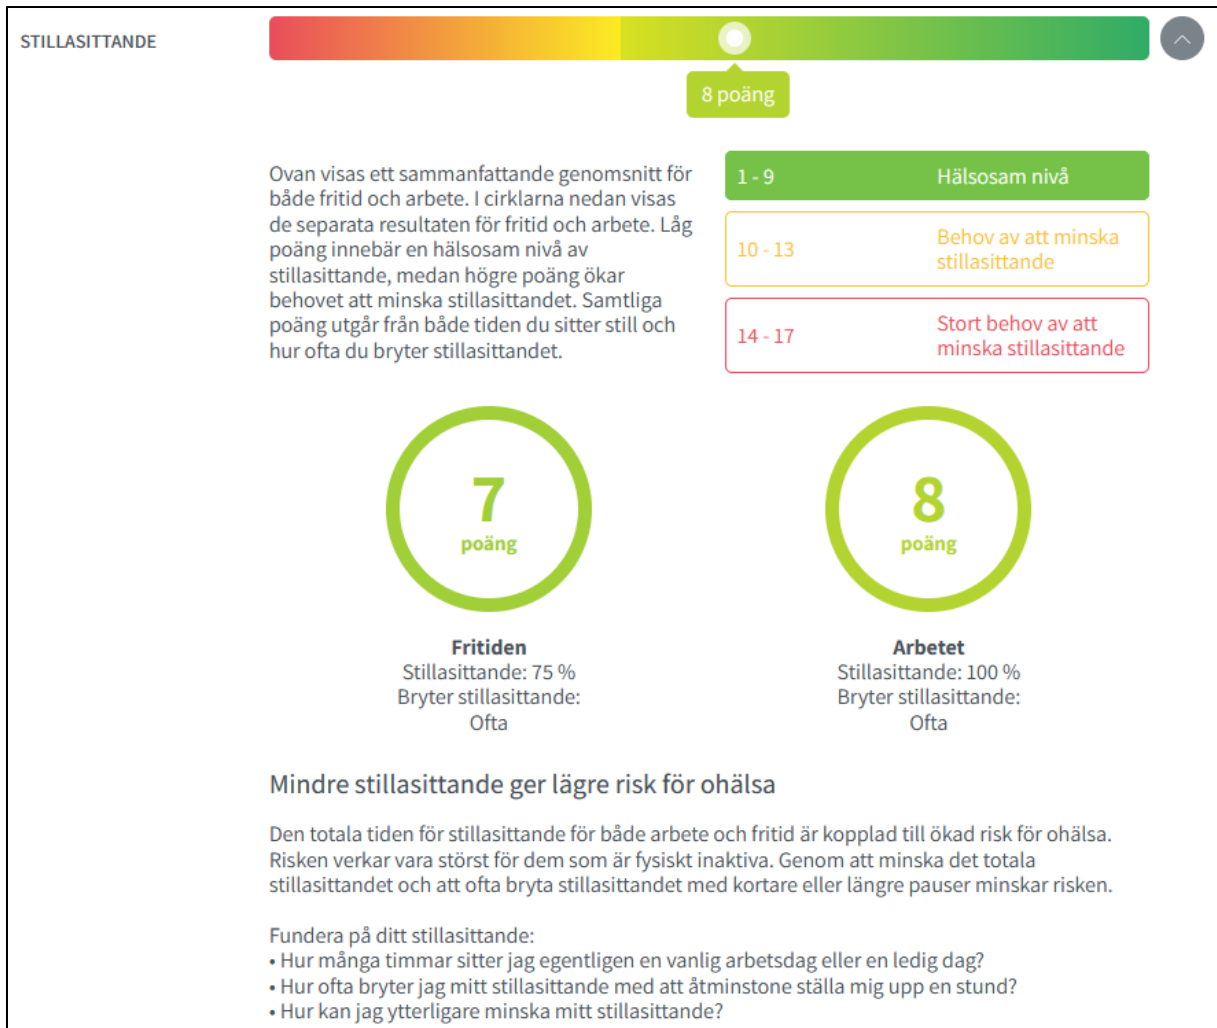 STILLASITTANDE
8 poäng
Ovan visas ett sammanfattande genomsnitt för
både fritid och arbete. I cirklarna nedan visas
de separata resultaten för fritid och arbete. Låg
poäng innebär en hälsosam nivå av
stillasittande, medan högre poäng ökar
behovet att minska stillasittandet. Samtliga
poäng utgår från både tiden du sitter still och
hur ofta du bryter stillasittandet.
1 - 9 Hälsosam nivå
10 - 13 Behov av att minska
stillasittande
14 - 17 Stort behov av att
minska stillasittande
7
poäng
Fritiden
Stillasittande: 75 %
Bryter stillasittande:
Ofta
8
poäng
Arbetet
Stillasittande: 100 %
Bryter stillasittande:
Ofta
Mindre stillasittande ger lägre risk för ohälsa
Den totala tiden för stillasittande för både arbete och fritid är kopplad till ökad risk för ohälsa.
Risken verkar vara störst för dem som är fysiskt inaktiva. Genom att minska det totala
stillasittandet och att ofta bryta stillasittandet med kortare eller längre pauser minskar risken.
Fundera på ditt stillasittande:
• Hur många timmar sitter jag egentligen en vanlig arbetsdag eller en ledig dag?
• Hur ofta bryter jag mitt stillasittande med att åtminstone ställa mig upp en stund?
• Hur kan jag ytterligare minska mitt stillasittande?